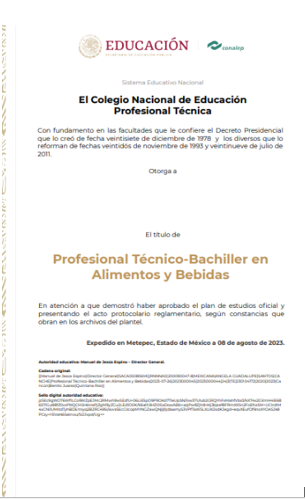 EDUCACIÓN
conalep
Sistema Educativo Nacional
El Colegio Nacional de Educación
Profesional Técnica
Con fundamento en las facultades que le confiere el Decreto Presidencial
que lo creó de fecha veintisiete de diciembre de 1978 y los diversos que lo
reforman de fechas veintidós de noviembre de 1993 y veintinueve de julio de
2011.
Otorga a
El título de
Profesional Técnico-Bachiller en
Alimentos y Bebidas
En atención a que demostró haber aprobado el plan de estudios oficial y
presentando el acto protocolario reglamentario, según constancias que
obran en los archivos del plantel.
Expedido en Metepec, Estado de México a 08 de agosto de 2023.
Autoridad educativa: Manuel de Jesús Espino - Director General.
Cadena original:
Sello digital autoridad educativa: